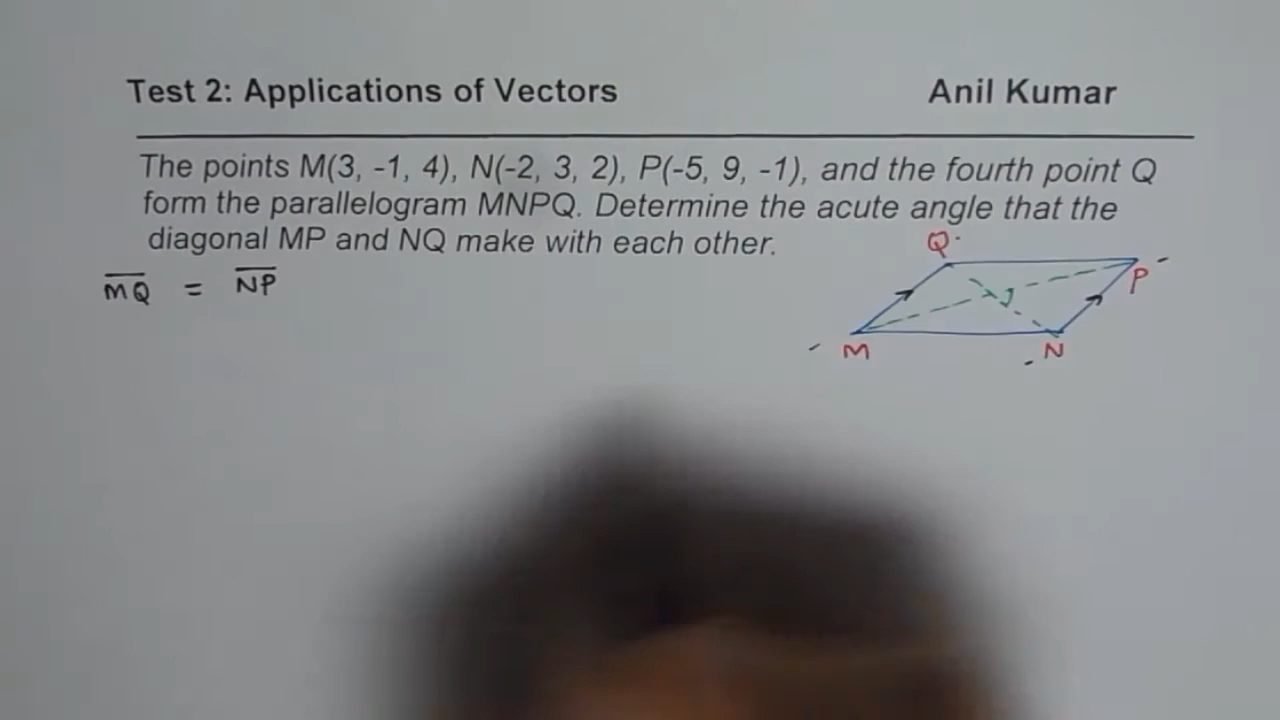 Test 2: Applications of Vectors Anil Kumar
The points M(3, -1, 4), N(-2, 3, 2), P(-5, 9, -1), and the fourth point Q
form the parallelogram MNPQ. Determine the acute angle that the
diagonal MP and NQ make with each other.
Q
MQ = NP
P
M N